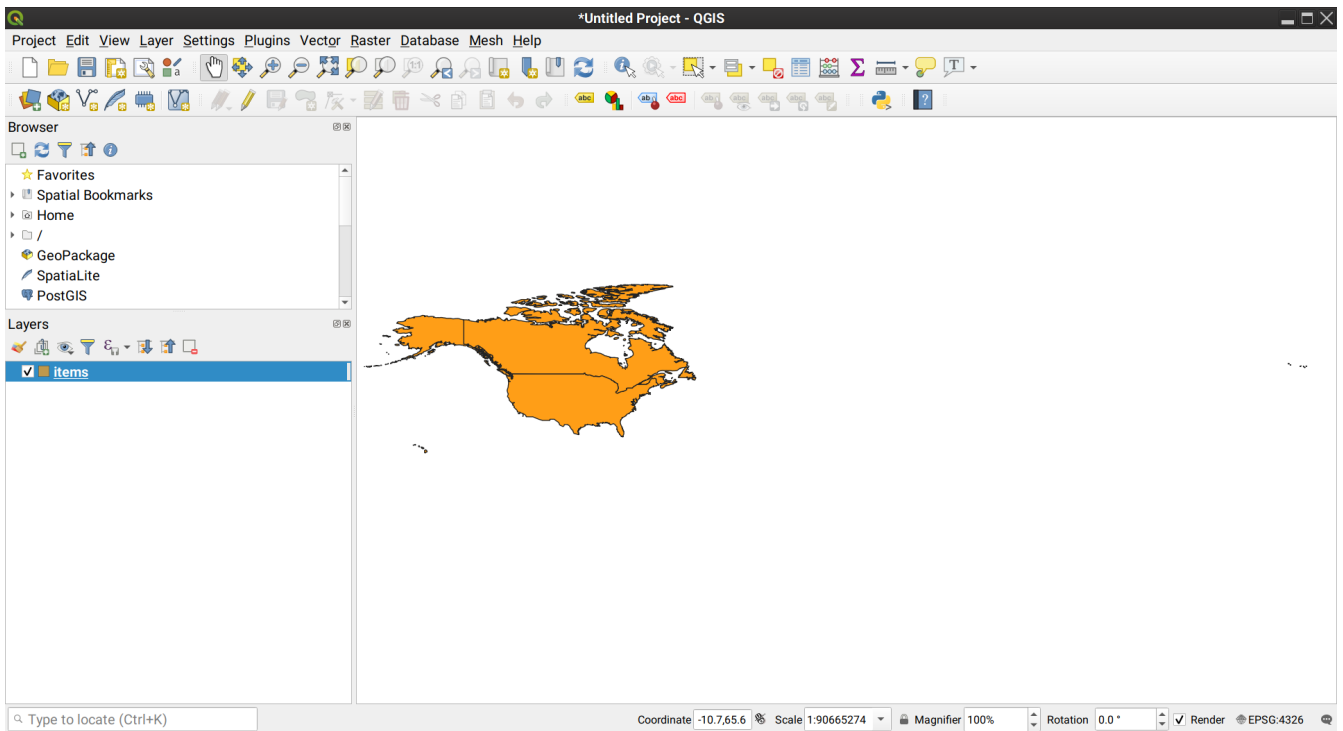 *Untitled Project - QGIS
Project Edit View Layer Settings Plugins Vector Raster Database Mesh Help
Browser
Favorites
Spatial Bookmarks
Home
/
GeoPackage
SpatiaLite
PostGIS
Layers
items
Type to locate (Ctrl+K)
Coordinate -10.7,65.6 Scale 1:90665274 Magnifier 100% Rotation 0.0 ° Render EPSG:4326